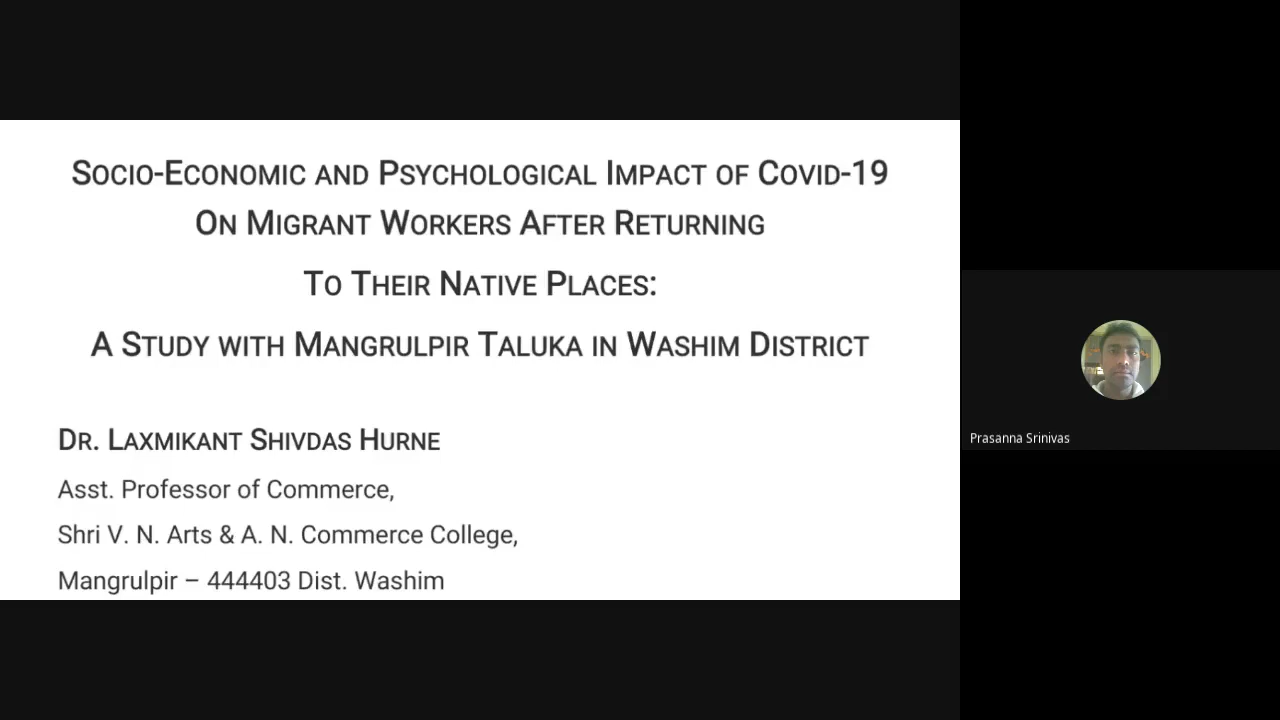 Socio-Economic and Psychological Impact of Covid-19
On Migrant Workers After Returning
To Their Native Places:
A Study with Mangrulpir Taluka in Washim District
Dr. Laxmikant Shivdas Hurne
Asst. Professor of Commerce,
Shri V. N. Arts & A. N. Commerce College,
Mangrulpir – 444403 Dist. Washim
Prasanna Srinivas